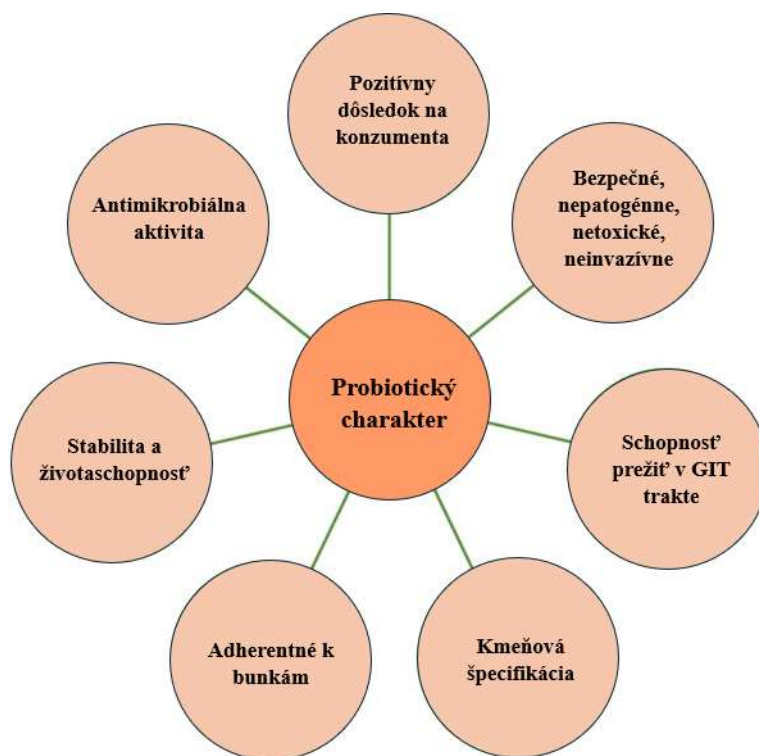 Pozitívny
dôsledok na
konzumenta
Bezpečné,
nepatogénne,
netoxické,
neinvazívne
Antimikrobiálna
aktivita
Probiotický
charakter
Stabilita a
životaschopnosť
Schopnosť
prežiť v GIT
trakte
Adherentné k
bunkám
Kmeňová
špecifikácia